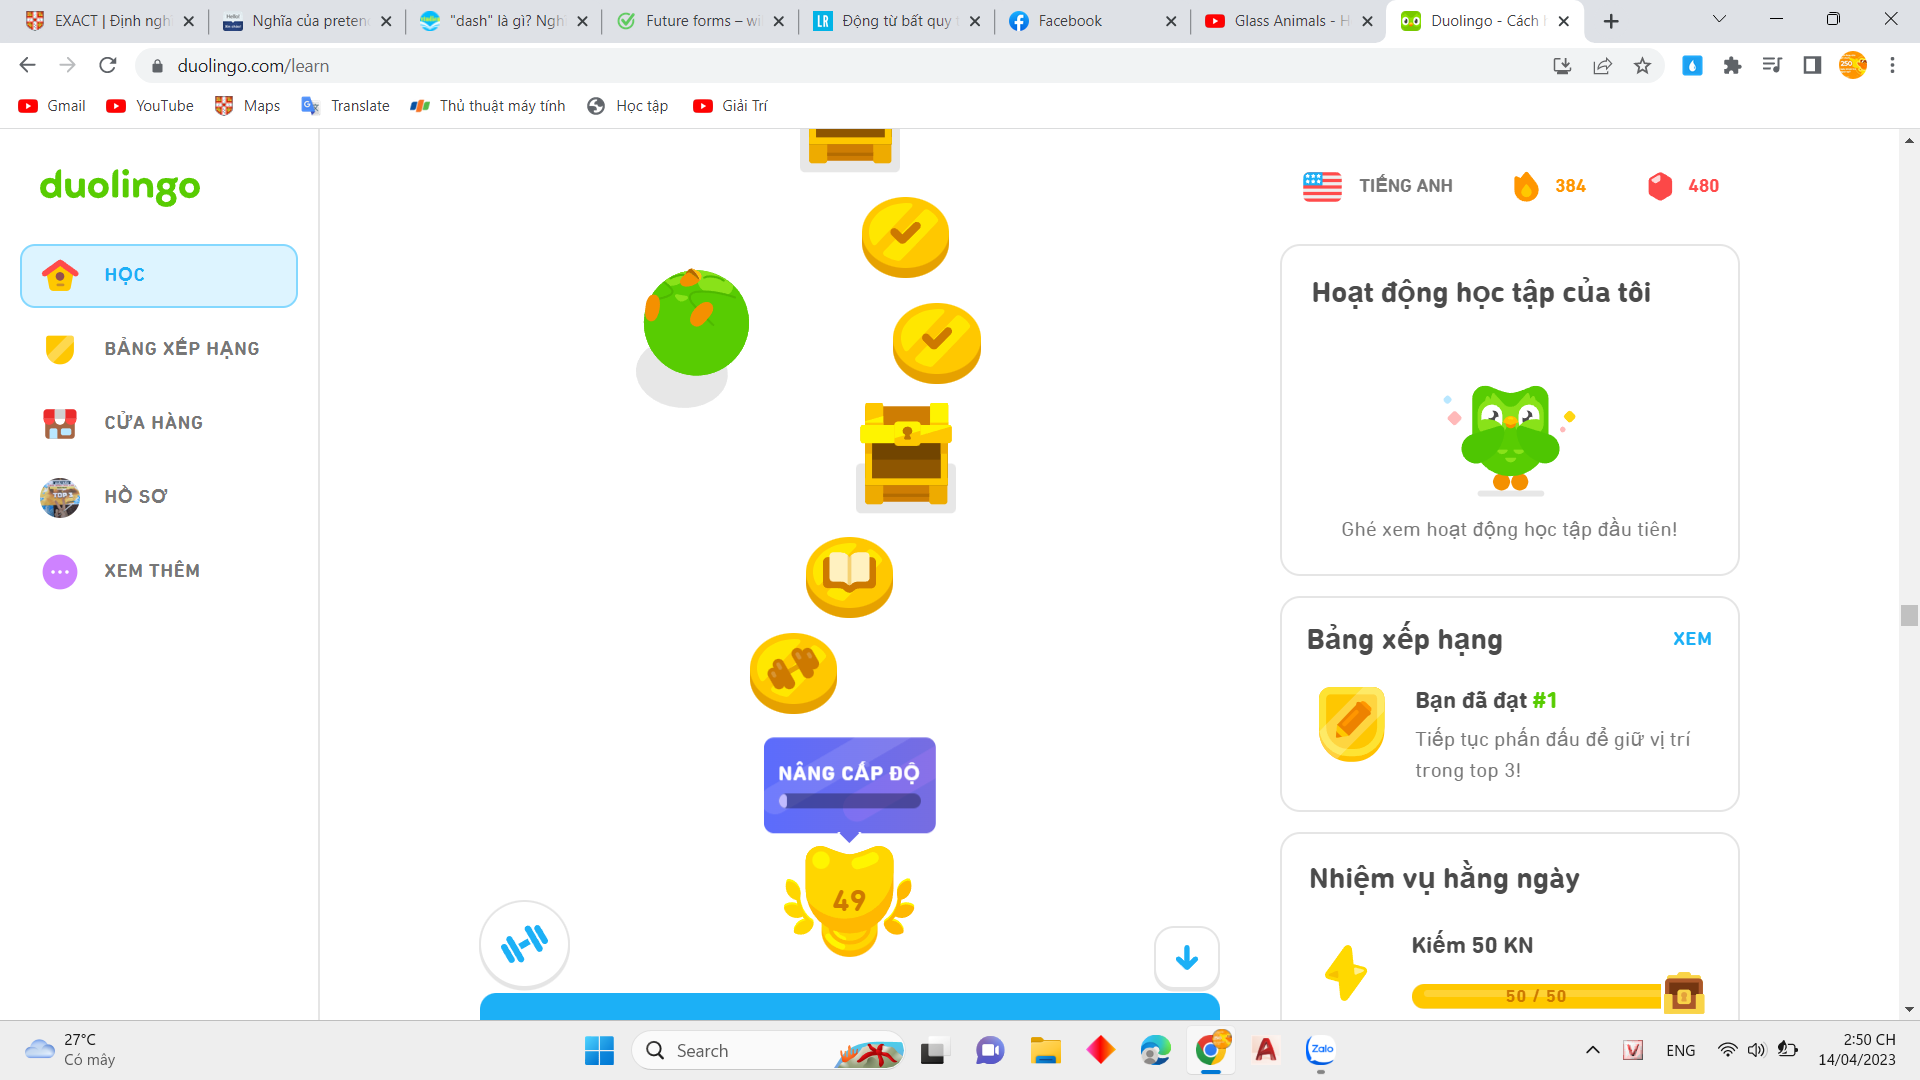 EXACT | Định ngh
Nghĩa của preten
"dash" là gì? Ngh
Future forms – wi
Động từ bất quy t
Facebook
Glass Animals - H
Duolingo - Cách h
duolingo.com/learn
Gmail
YouTube
Maps
Translate
Thủ thuật máy tính
Học tập
Giải Trí
duolingo
HỌC
BẢNG XẾP HẠNG
CỬA HÀNG
HỒ SƠ
XEM THÊM
NÂNG CẤP ĐỘ
49
TIẾNG ANH
384
480
Hoạt động học tập của tôi
Ghé xem hoạt động học tập đầu tiên!
Bảng xếp hạng
XEM
Bạn đã đạt #1
Tiếp tục phấn đấu để giữ vị trí
trong top 3!
Nhiệm vụ hằng ngày
Kiếm 50 KN
50 / 50
27°C
Có mây
Search
Zalo
ENG
2:50 CH
14/04/2023